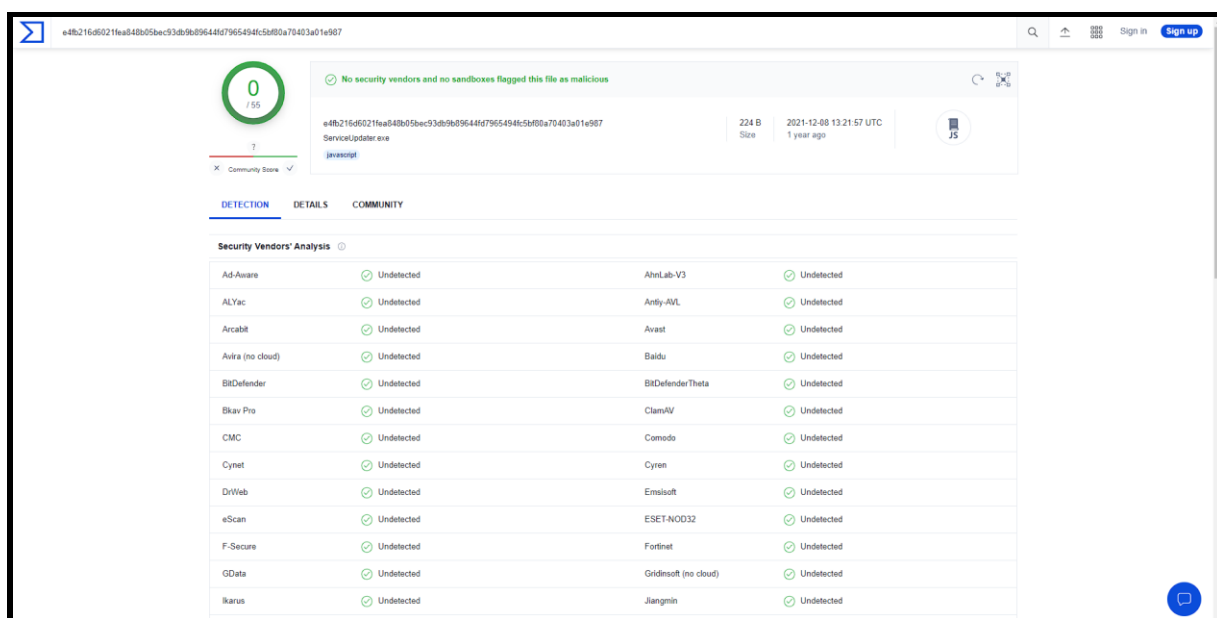 e4fb216d6021fea848b05bec93db9b89644fd7965494fc5bf80a70403a01e987 Sign in Sign up
0
/ 55
No security vendors and no sandboxes flagged this file as malicious
e4fb216d6021fea848b05bec93db9b89644fd7965494fc5bf80a70403a01e987
ServiceUpdater.exe
javascript
224 B
Size
2021-12-08 13:21:57 UTC
1 year ago
JS
?
Community Score
DETECTION DETAILS COMMUNITY
Security Vendors' Analysis
Ad-Aware Undetected AhnLab-V3 Undetected
ALYac Undetected Antiy-AVL Undetected
Arcabit Undetected Avast Undetected
Avira (no cloud) Undetected Baidu Undetected
BitDefender Undetected BitDefenderTheta Undetected
Bkav Pro Undetected ClamAV Undetected
CMC Undetected Comodo Undetected
Cynet Undetected Cyren Undetected
DrWeb Undetected Emsisoft Undetected
eScan Undetected ESET-NOD32 Undetected
F-Secure Undetected Fortinet Undetected
GData Undetected Gridinsoft (no cloud) Undetected
Ikarus Undetected Jiangmin Undetected